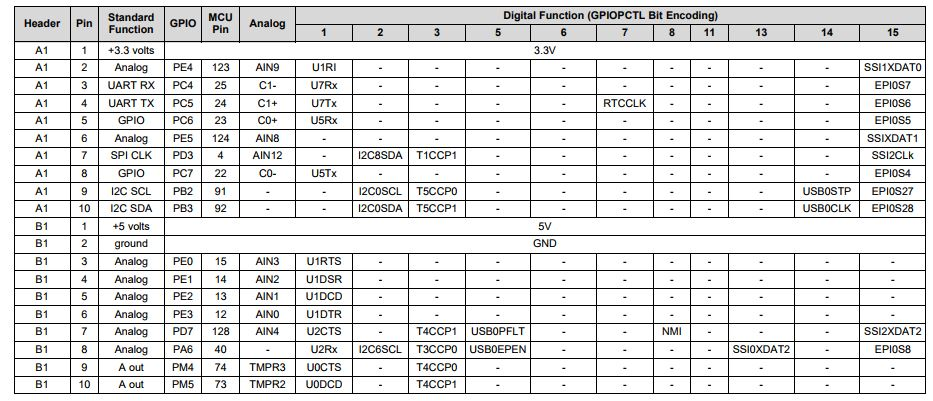 Header Pin Standard Function GPIO MCU Pin Analog Digital Function (GPIOPCTL Bit Encoding)
1 2 3 5 6 7 8 11 13 14 15
A1 1 +3.3 volts 3.3V
A1 2 Analog PE4 123 AIN9 U1RI - - - - - - - - - SSI1XDAT0
A1 3 UART RX PC4 25 C1- U7Rx - - - - - - - - - EPI0S7
A1 4 UART TX PC5 24 C1+ U7Tx - - - - RTCCLK - - - - EPI0S6
A1 5 GPIO PC6 23 C0+ U5Rx - - - - - - - - - EPI0S5
A1 6 Analog PE5 124 AIN8 - - - - - - - - - - SSIXDAT1
A1 7 SPI CLK PD3 4 AIN12 - I2C8SDA T1CCP1 - - - - - - - SSI2CLk
A1 8 GPIO PC7 22 C0- U5Tx - - - - - - - - - EPI0S4
A1 9 I2C SCL PB2 91 - - I2C0SCL T5CCP0 - - - - - - USB0STP EPI0S27
A1 10 I2C SDA PB3 92 - - I2C0SDA T5CCP1 - - - - - - USB0CLK EPI0S28
B1 1 +5 volts 5V
B1 2 ground GND
B1 3 Analog PE0 15 AIN3 U1RTS - - - - - - - - - -
B1 4 Analog PE1 14 AIN2 U1DSR - - - - - - - - - -
B1 5 Analog PE2 13 AIN1 U1DCD - - - - - - - - - -
B1 6 Analog PE3 12 AIN0 U1DTR - - - - - - - - - -
B1 7 Analog PD7 128 AIN4 U2CTS - T4CCP1 USB0PFLT - - NMI - - - SSI2XDAT2
B1 8 Analog PA6 40 - U2Rx I2C6SCL T3CCP0 USB0EPEN - - - - SSI0XDAT2 - EPI0S8
B1 9 A out PM4 74 TMPR3 U0CTS - T4CCP0 - - - - - - - -
B1 10 A out PM5 73 TMPR2 U0DCD - T4CCP1 - - - - - - - -